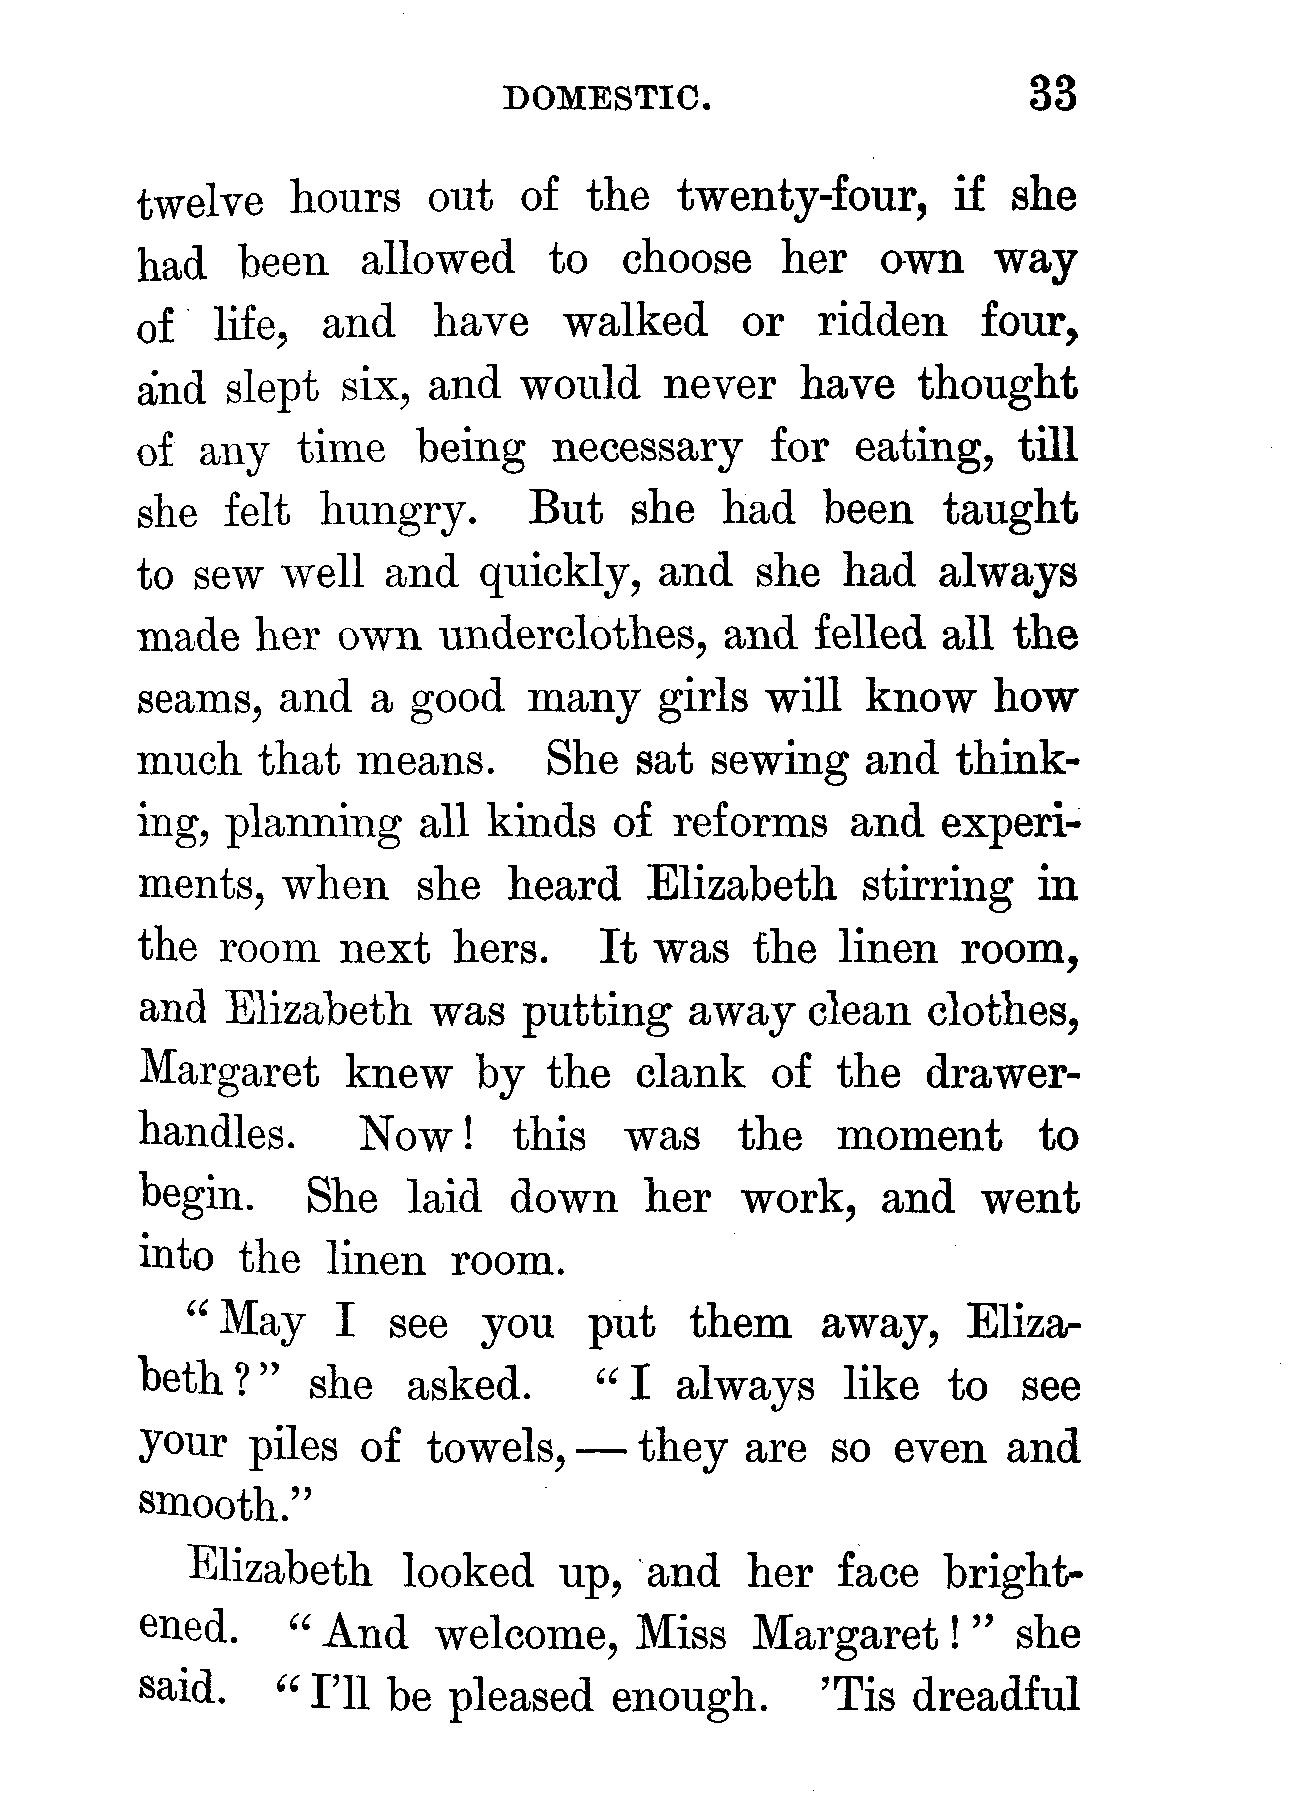 DOMESTIC. 33
twelve hours out of the twenty-four, if she
had been allowed to choose her own way
of life, and have walked or ridden four,
and slept six, and would never have thought
of any time being necessary for eating, till
she felt hungry. But she had been taught
to sew well and quickly, and she had always
made her own underclothes, and felled all the
seams, and a good many girls will know how
much that means. She sat sewing and think-
ing, planning all kinds of reforms and experi-
ments, when she heard Elizabeth stirring in
the room next hers. It was the linen room,
and Elizabeth was putting away clean clothes,
Margaret knew by the clank of the drawer-
handles. Now! this was the moment to
begin. She laid down her work, and went
into the linen room.
“May I see you put them away, Eliza-
beth?” she asked. “I always like to see
your piles of towels,—they are so even and
smooth.”
Elizabeth looked up, and her face bright-
ened. “And welcome, Miss Margaret!” she
said. “I’ll be pleased enough. ’Tis dreadful